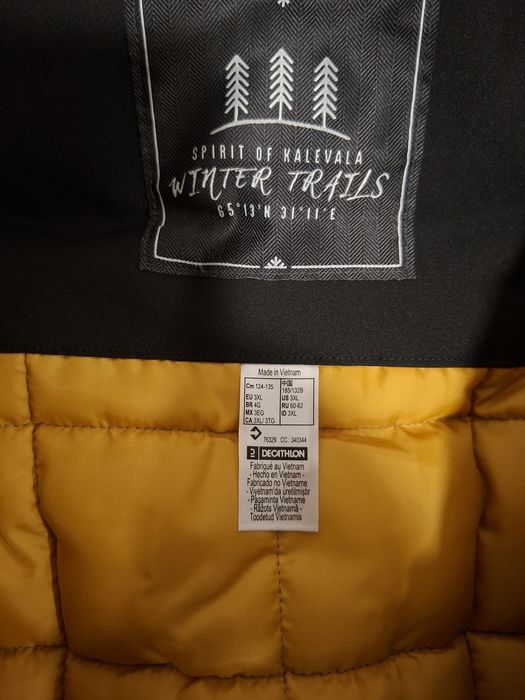 SPIRIT OF KALEVALA
WINTER TRAILS
65°13'N 31°11'E
Made in Vietnam
Cm 124-135
EU 3XL
BR 4G
MX 3EG
CA 3XL/3TG
中国
185/132B
US 3XL
RU 60-62
ID 3XL
76329 CC: 340344
DECATHLON
Fabriqué au Vietnam
- Hecho en Vietnam -
Fabricado no Vietname
- Viyetnam'da üretilmiştir
- Pagaminta Vietname
- Ražots Vjetnamā -
Toodetud Vietnamis